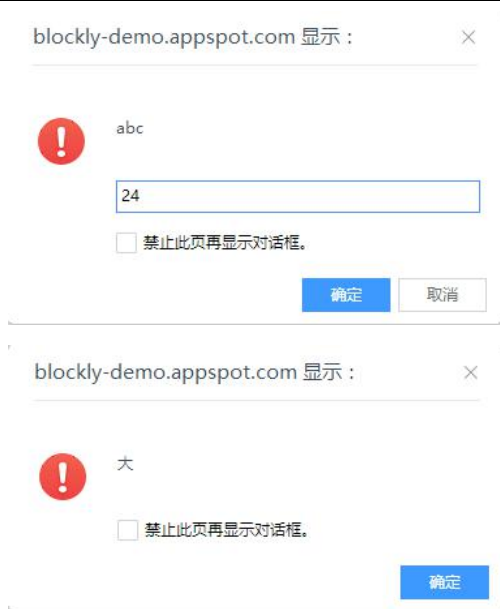 blockly-demo.appspot.com 显示：
abc
24
禁止此页再显示对话框。
确定 取消
blockly-demo.appspot.com 显示：
大
禁止此页再显示对话框。
确定